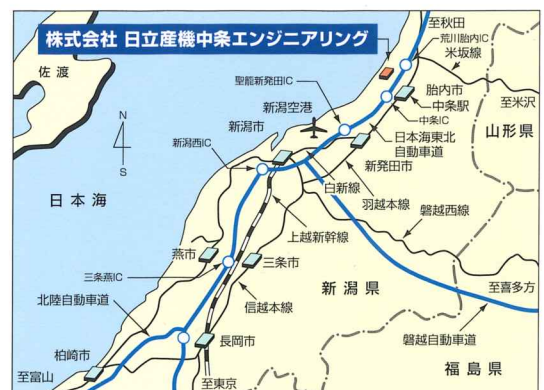 株式会社 日立産機中条エンジニアリング
至秋田
荒川胎内IC
米坂線
佐渡
聖籠新発田IC
胎内市
中条駅
中条IC
至米沢
新潟空港
新潟市
日本海東北
自動車道
山形県
N
S
新潟西IC
新発田市
白新線
羽越本線
日本海
上越新幹線
磐越西線
燕市
三条市
三条燕IC
新潟県
至喜多方
北陸自動車道
信越本線
磐越自動車道
長岡市
柏崎市
福島県
至富山
至東京